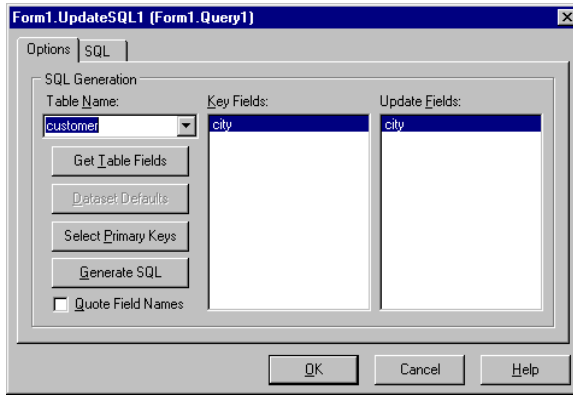 Form1.UpdateSQL1 (Form1.Query1)
Options SQL
SQL Generation
Table Name: Key Fields: Update Fields:
customer city city
Get Table Fields
Dataset Defaults
Select Primary Keys
Generate SQL
Quote Field Names
OK Cancel Help